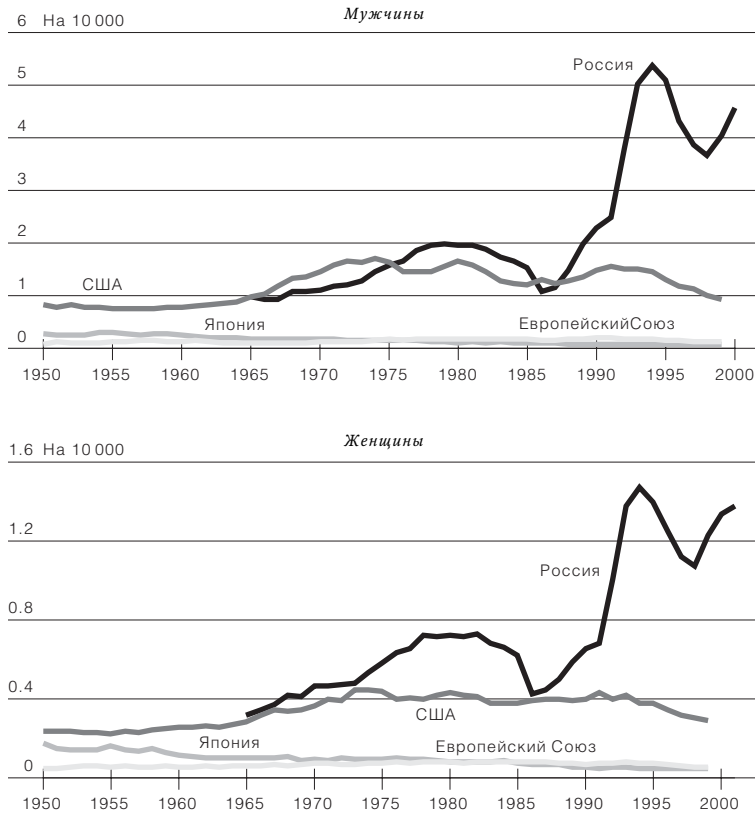 Мужчины
6 На 10 000
Россия
5
4
3
2
США
1
Япония
ЕвропейскийСоюз
0
1950 1955 1960 1965 1970 1975 1980 1985 1990 1995 2000
Женщины
1.6 На 10 000
1.2
Россия
0.8
0.4
США
Япония
Европейский Союз
0
1950 1955 1960 1965 1970 1975 1980 1985 1990 1995 2000